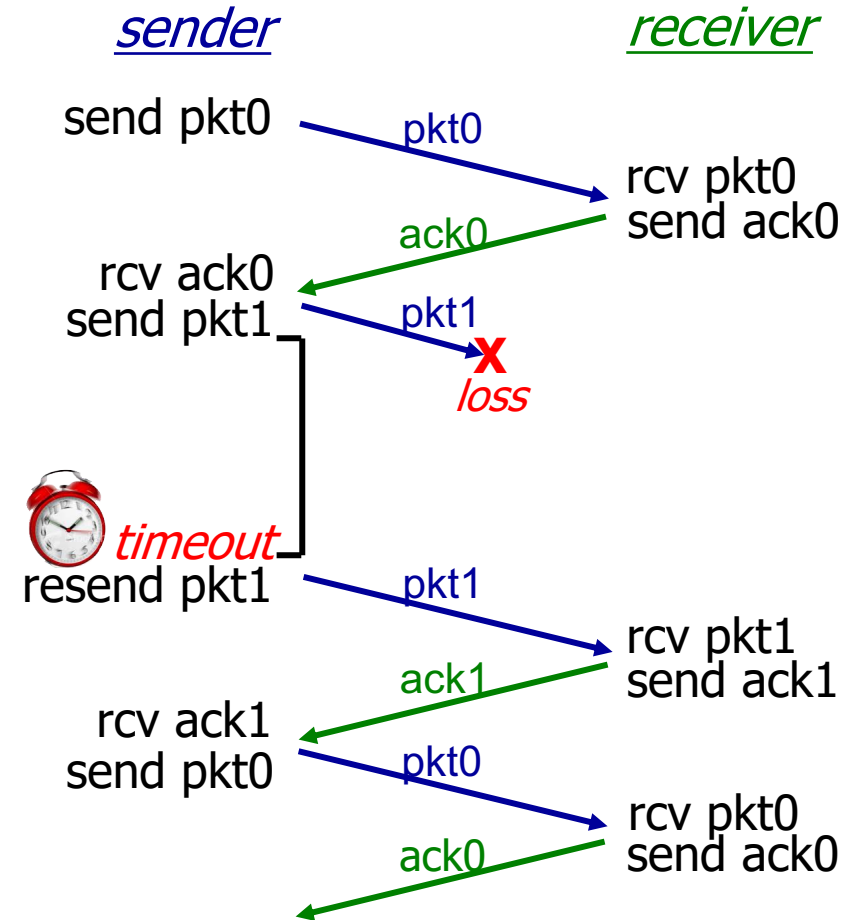 sender
receiver
send pkt0
pkt0
rcv pkt0
send ack0
ack0
rcv ack0
send pkt1
pkt1
X
loss
timeout
resend pkt1
pkt1
rcv pkt1
send ack1
ack1
rcv ack1
send pkt0
pkt0
rcv pkt0
send ack0
ack0